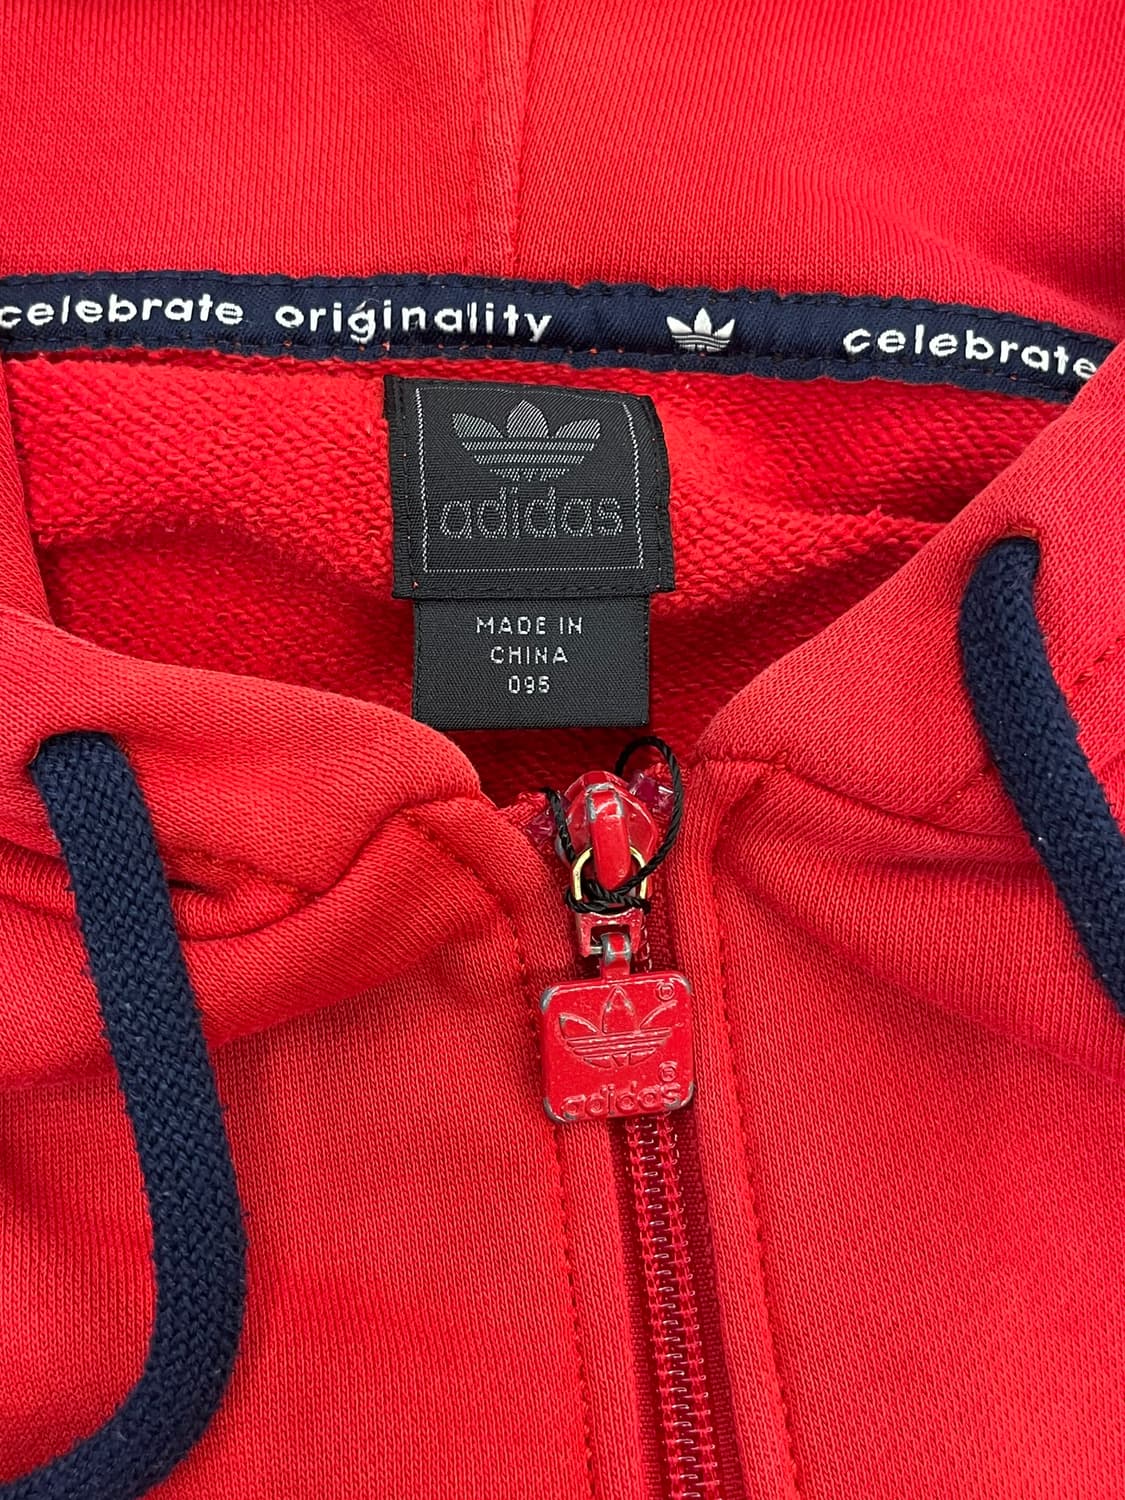 celebrate originality celebrate
adidas
MADE IN
CHINA
095
®
adidas®